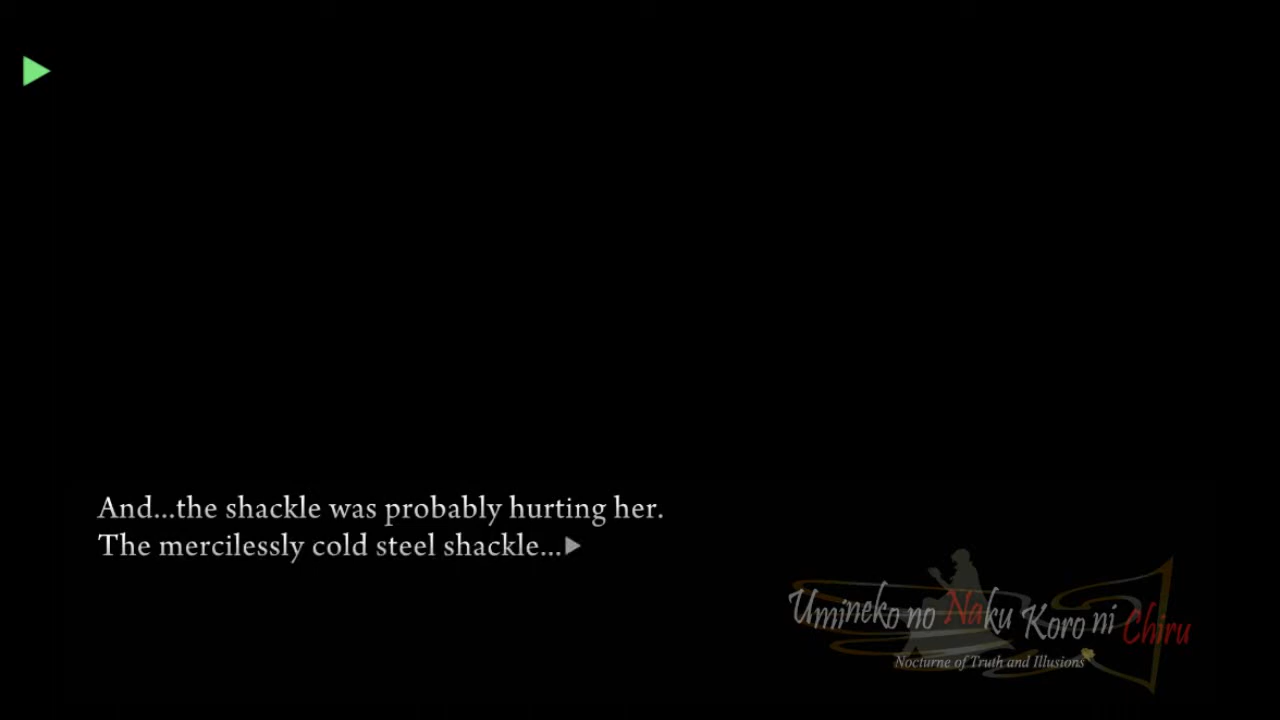 And...the shackle was probably hurting her.
The mercilessly cold steel shackle...
Umineko no Naku Koro ni Chiru
Nocturne of Truth and Illusions